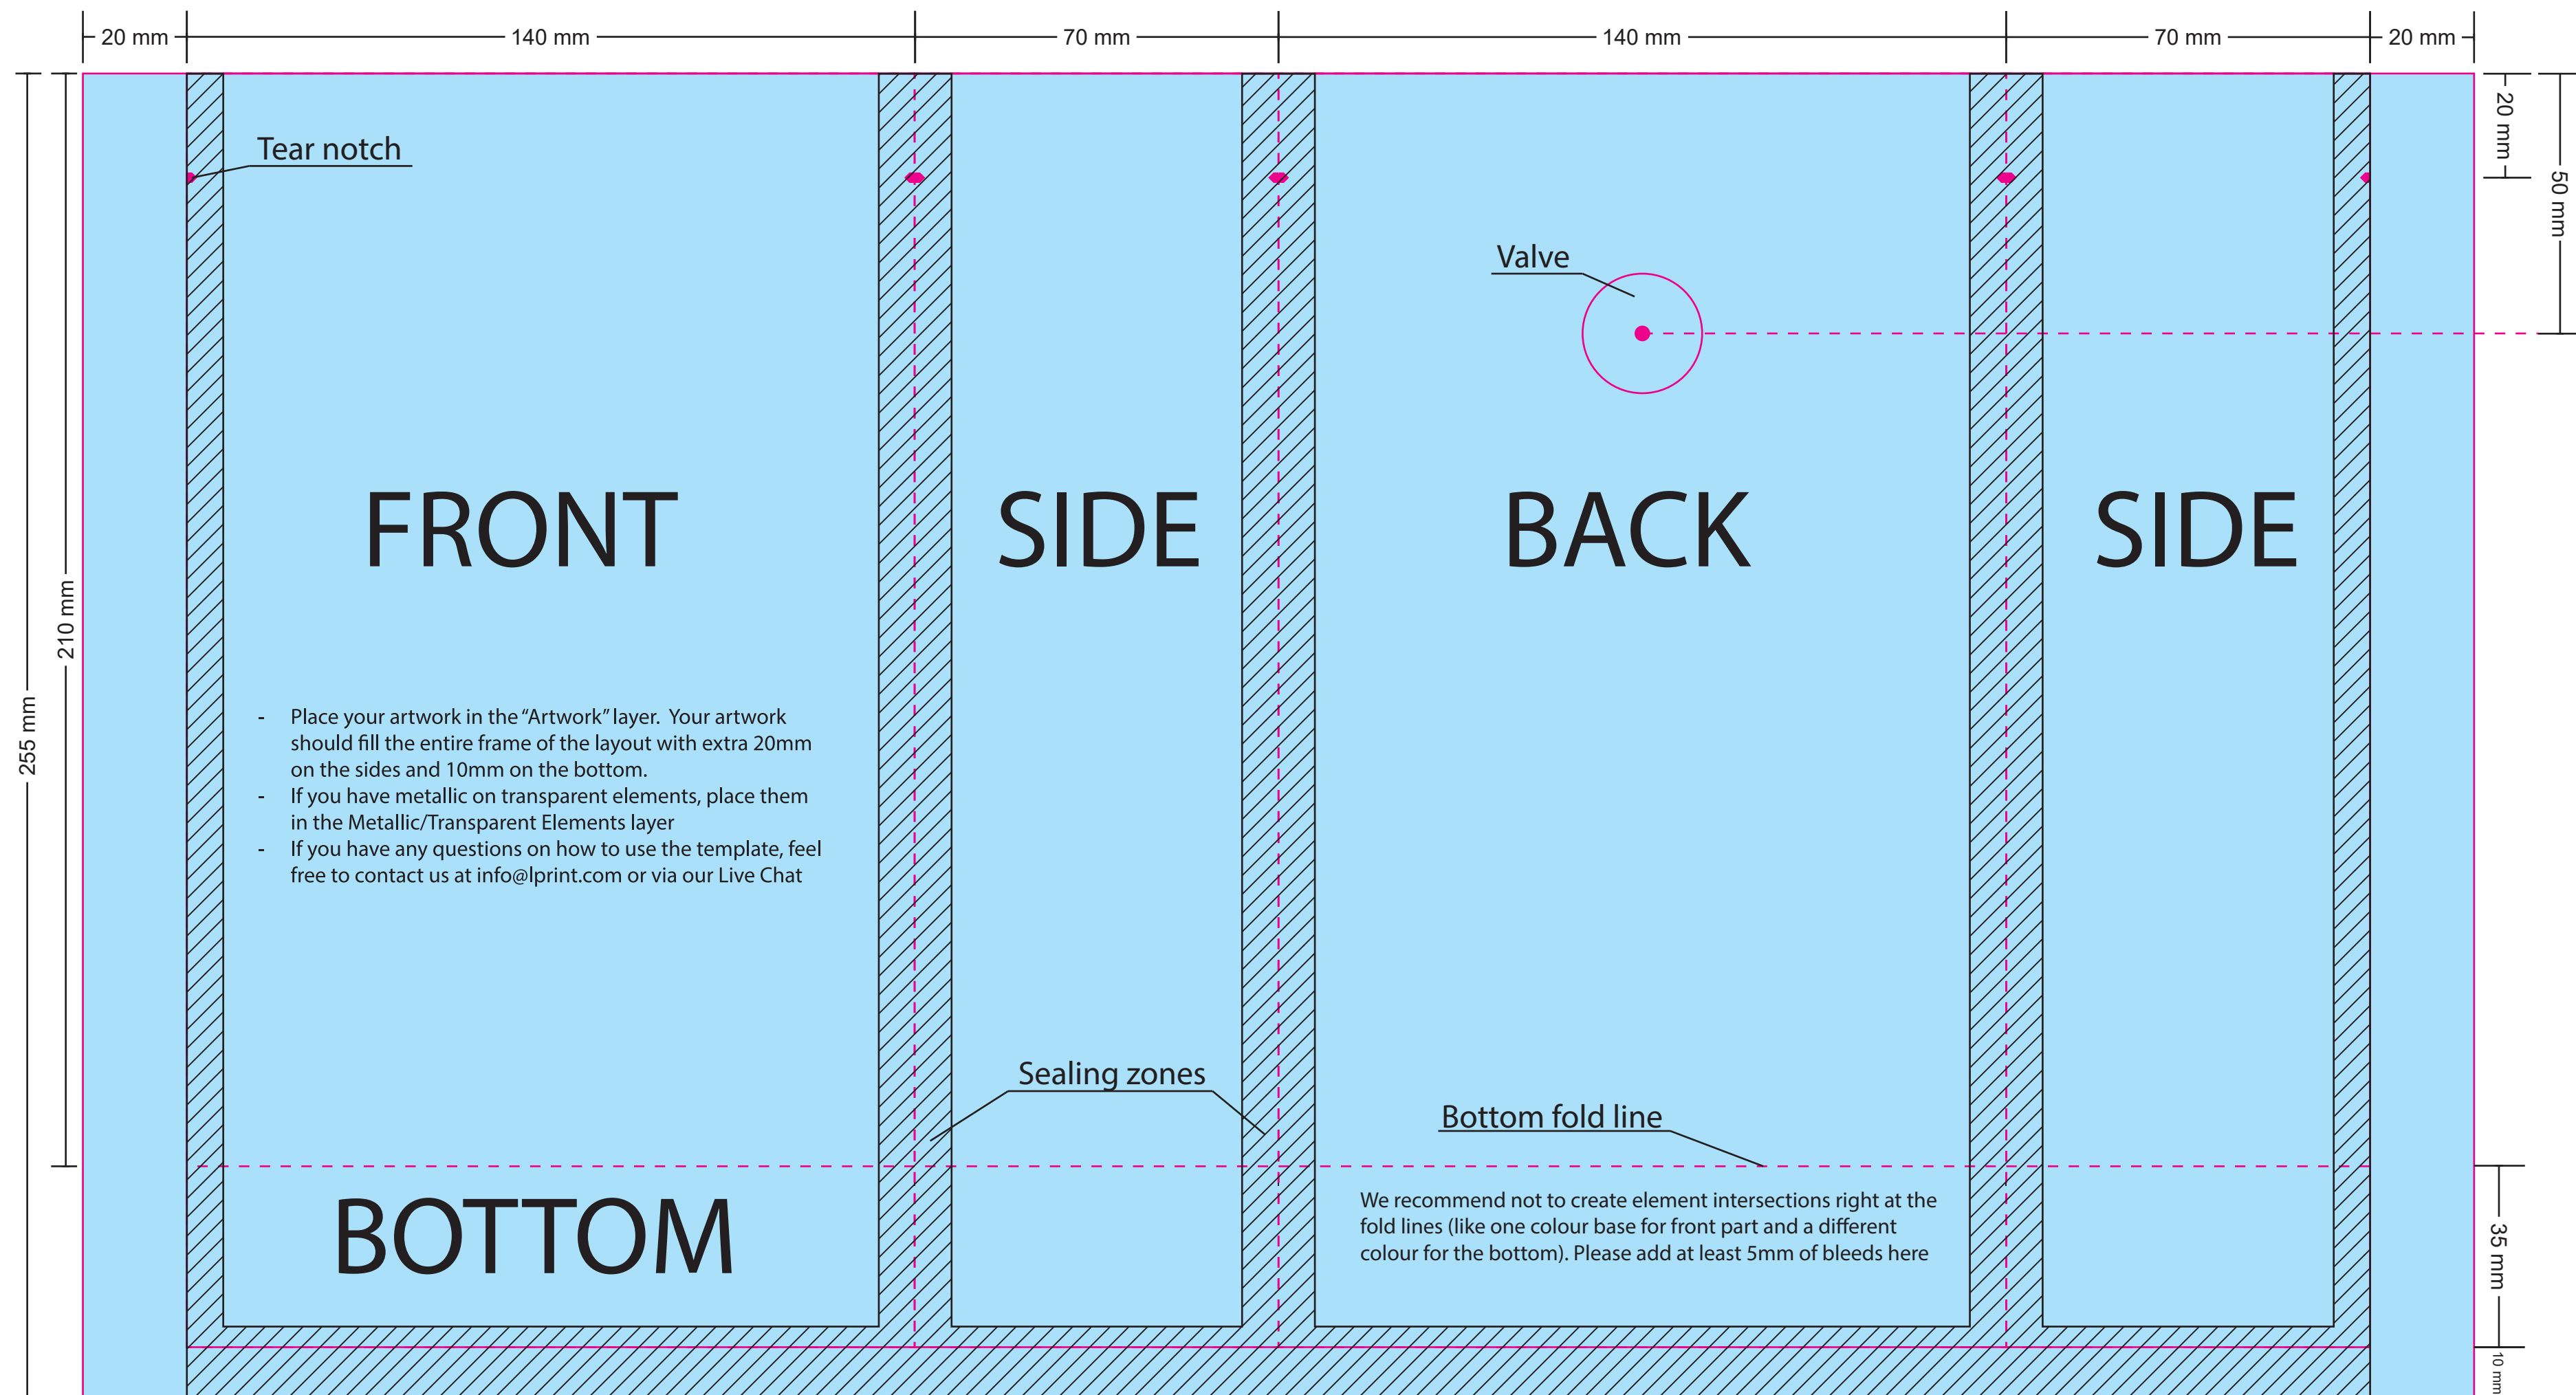 20 mm
140 mm
70 mm
140 mm
70 mm
20 mm
20 mm
50 mm
Tear notch
Valve
FRONT
SIDE
BACK
SIDE
210 mm
255 mm
- Place your artwork in the “Artwork” layer. Your artwork
should fill the entire frame of the layout with extra 20mm
on the sides and 10mm on the bottom.
- If you have metallic on transparent elements, place them
in the Metallic/Transparent Elements layer
- If you have any questions on how to use the template, feel
free to contact us at info@lprint.com or via our Live Chat
Sealing zones
Bottom fold line
BOTTOM
We recommend not to create element intersections right at the
fold lines (like one colour base for front part and a different
colour for the bottom). Please add at least 5mm of bleeds here
35 mm
10 mm